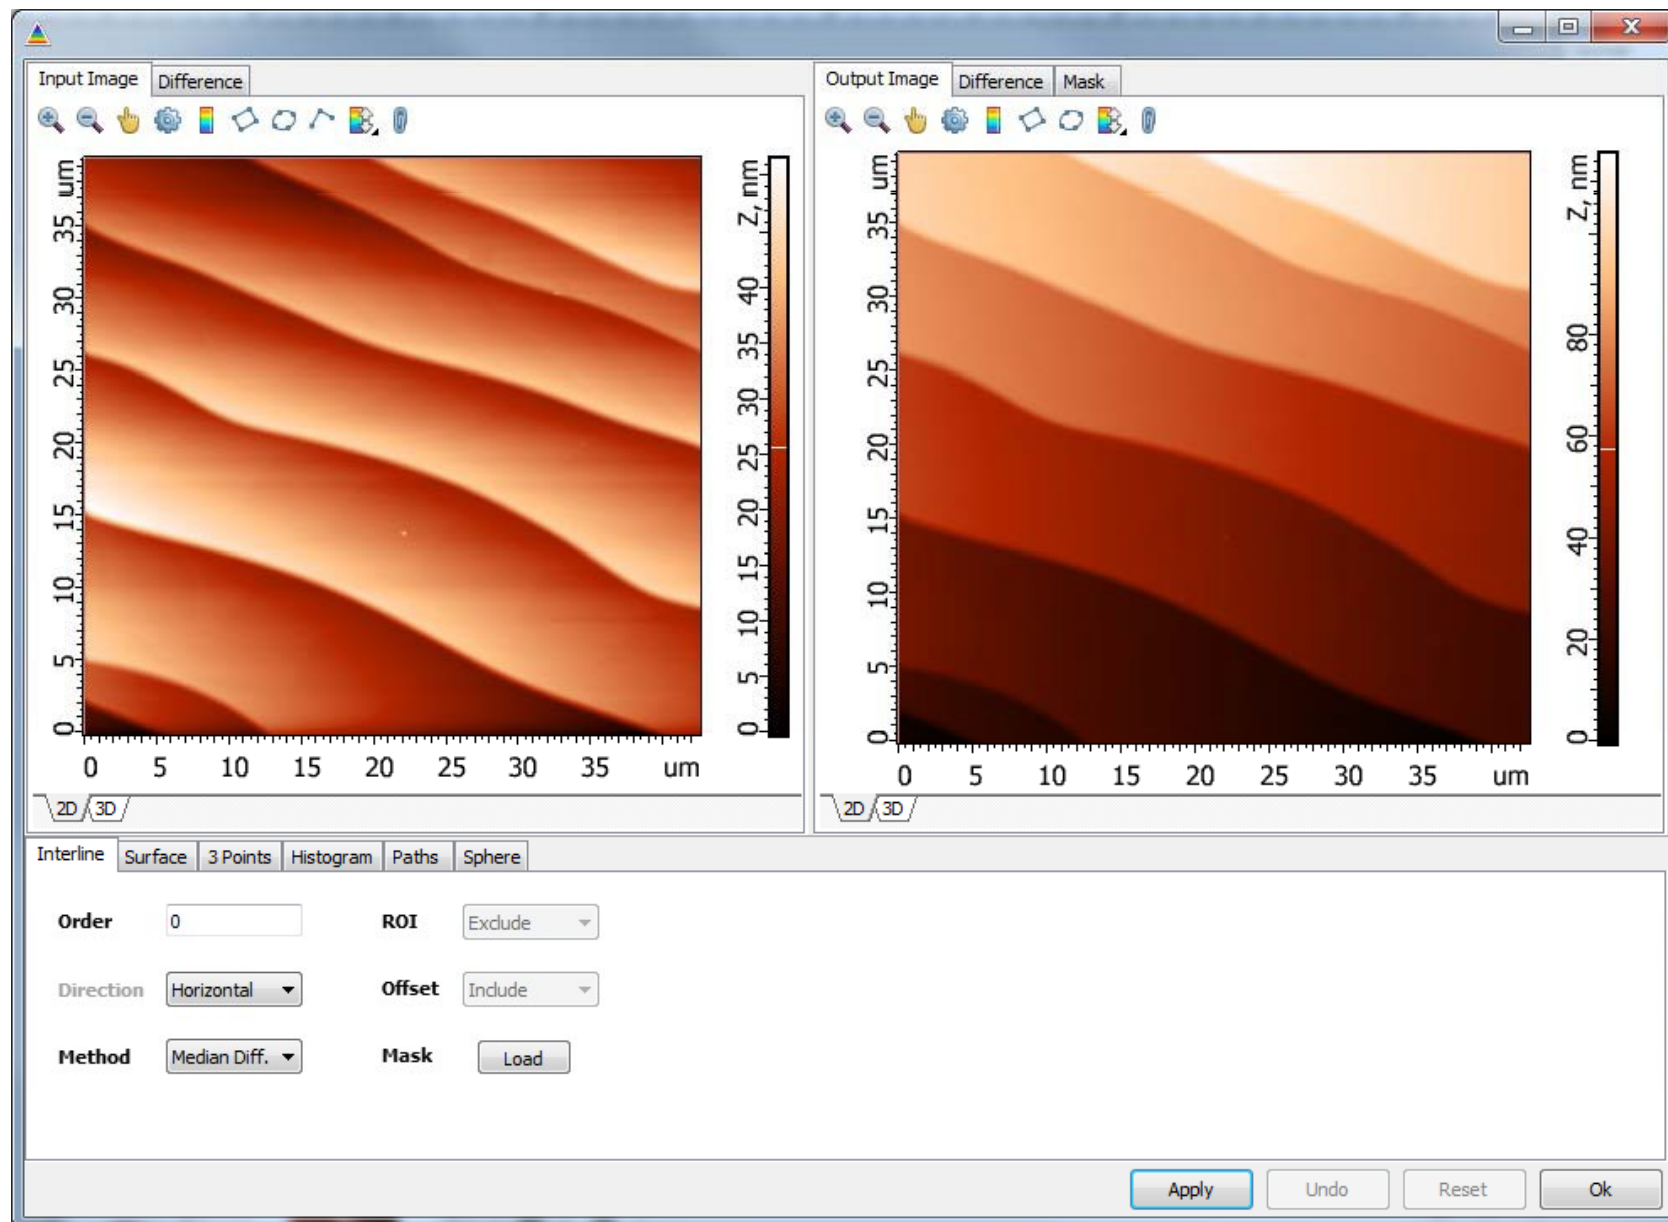 Input Image Difference
Output Image Difference Mask
um
35
30
25
20
15
10
5
0
0 5 10 15 20 25 30 35 um
Z, nm
40
35
30
25
20
15
10
5
0
um
35
30
25
20
15
10
5
0
0 5 10 15 20 25 30 35 um
Z, nm
80
60
40
20
0
2D 3D
2D 3D
Interline Surface 3 Points Histogram Paths Sphere
Order 0 ROI Exclude
Direction Horizontal Offset Include
Method Median Diff. Mask Load
Apply Undo Reset Ok